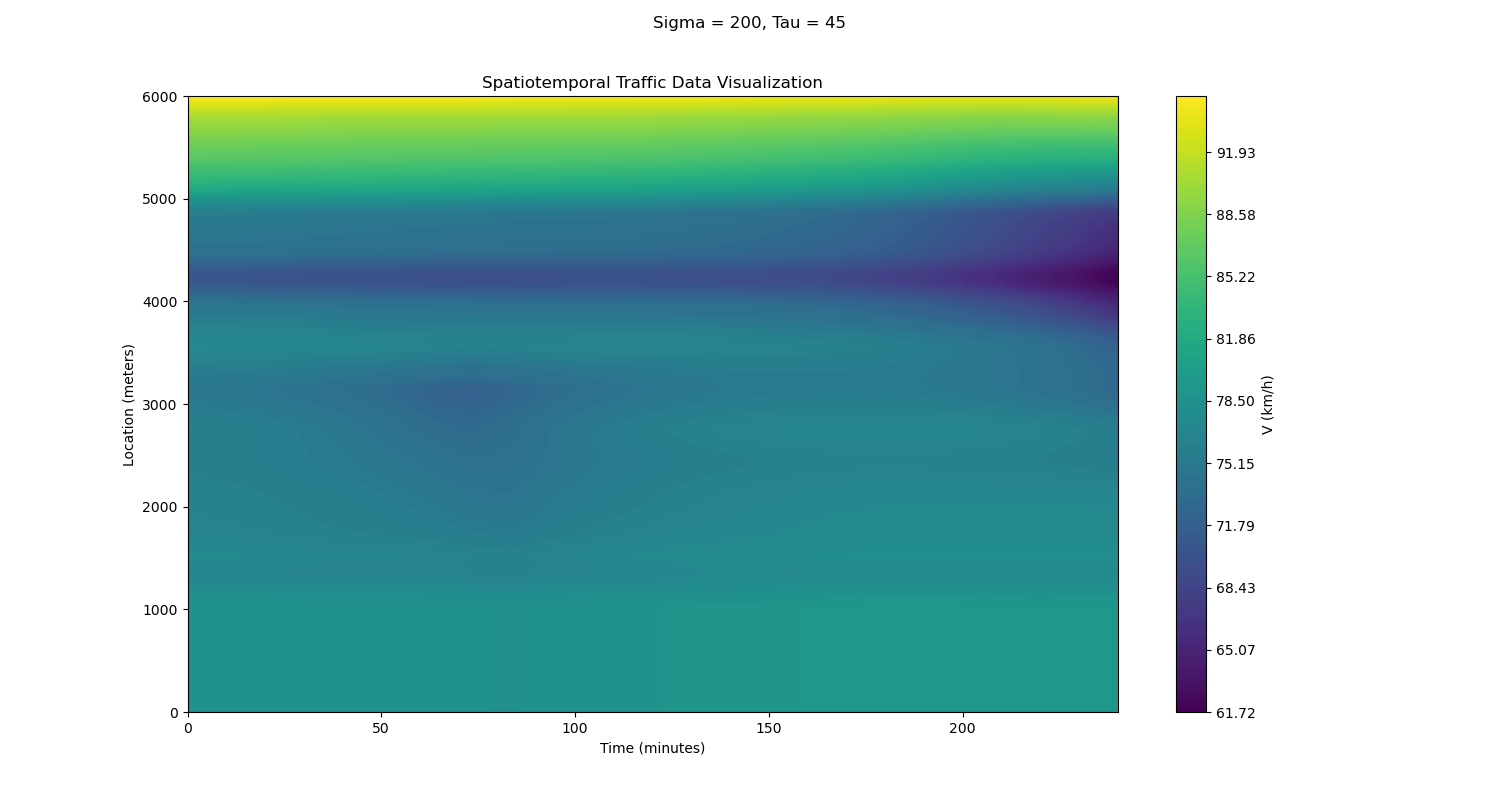 Sigma = 200, Tau = 45
Spatiotemporal Traffic Data Visualization
6000
5000
4000
3000
2000
1000
0
Location (meters)
0 50 100 150 200
Time (minutes)
91.93
88.58
85.22
81.86
78.50
75.15
71.79
68.43
65.07
61.72
V (km/h)